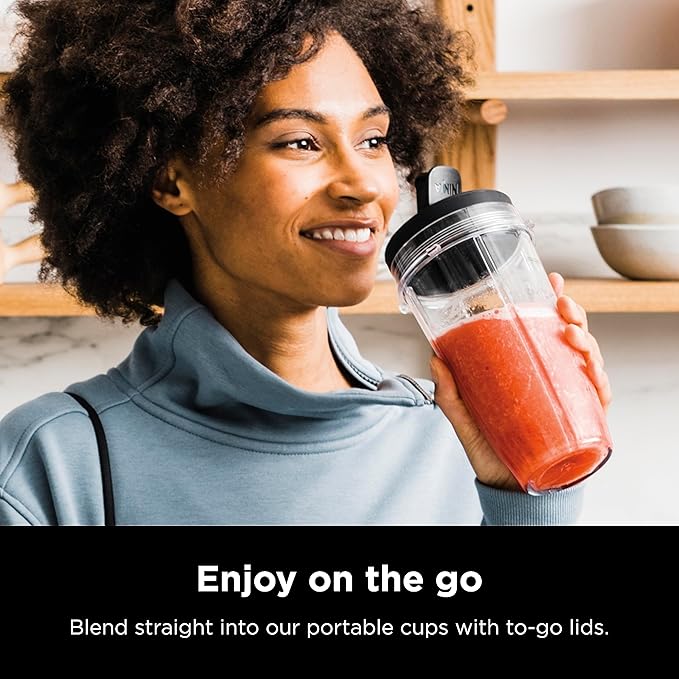 Enjoy on the go
Blend straight into our portable cups with to-go lids.